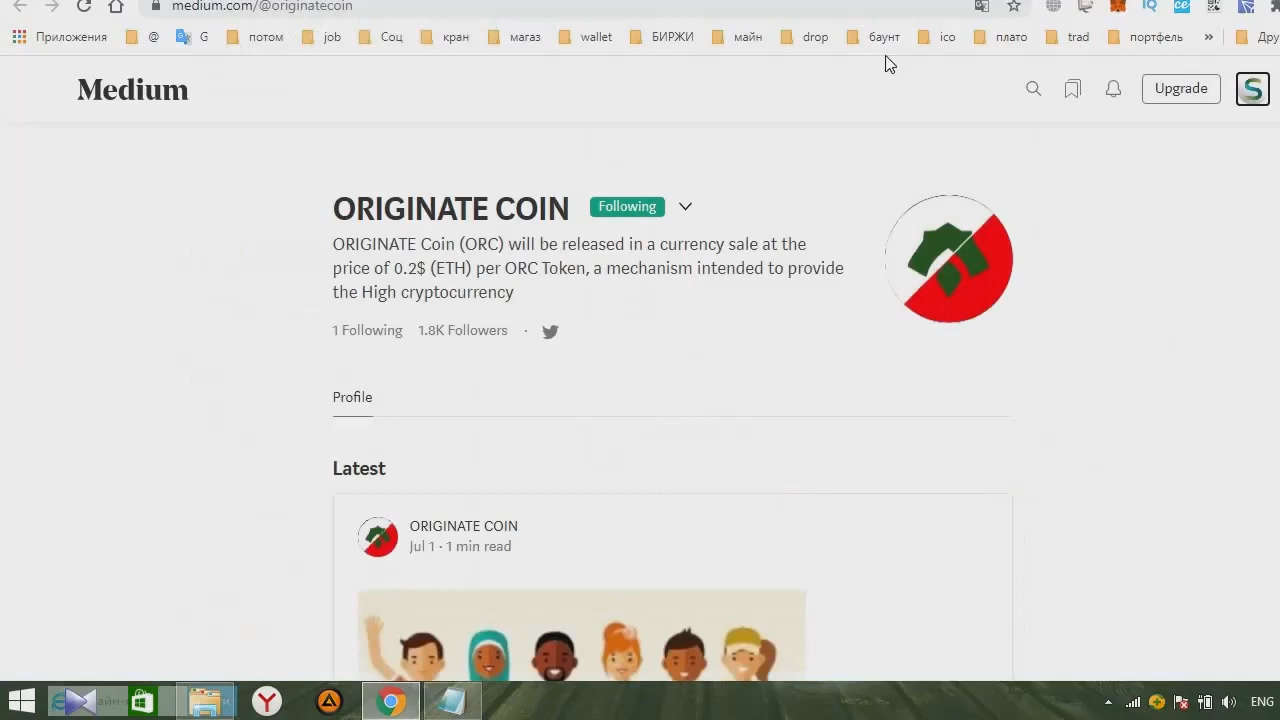 medium.com/@originatecoin
Приложения @ G потом job Соц кран магаз wallet БИРЖИ майн drop баунт ico плато trad портфель » Дру
Medium
Upgrade
S
ORIGINATE COIN Following
ORIGINATE Coin (ORC) will be released in a currency sale at the
price of 0.2$ (ETH) per ORC Token, a mechanism intended to provide
the High cryptocurrency
1 Following 1.8K Followers ·
Profile
Latest
ORIGINATE COIN
Jul 1 · 1 min read
ENG